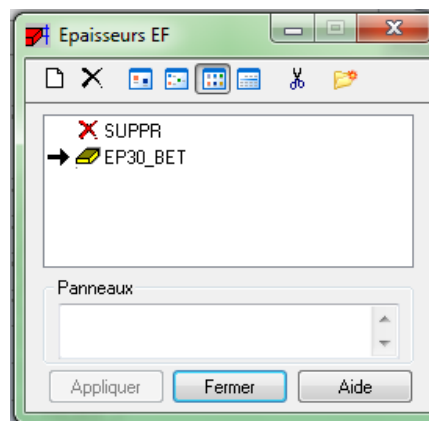 Epaisseurs EF
SUPPR
EP30_BET
Panneaux
Appliquer Fermer Aide